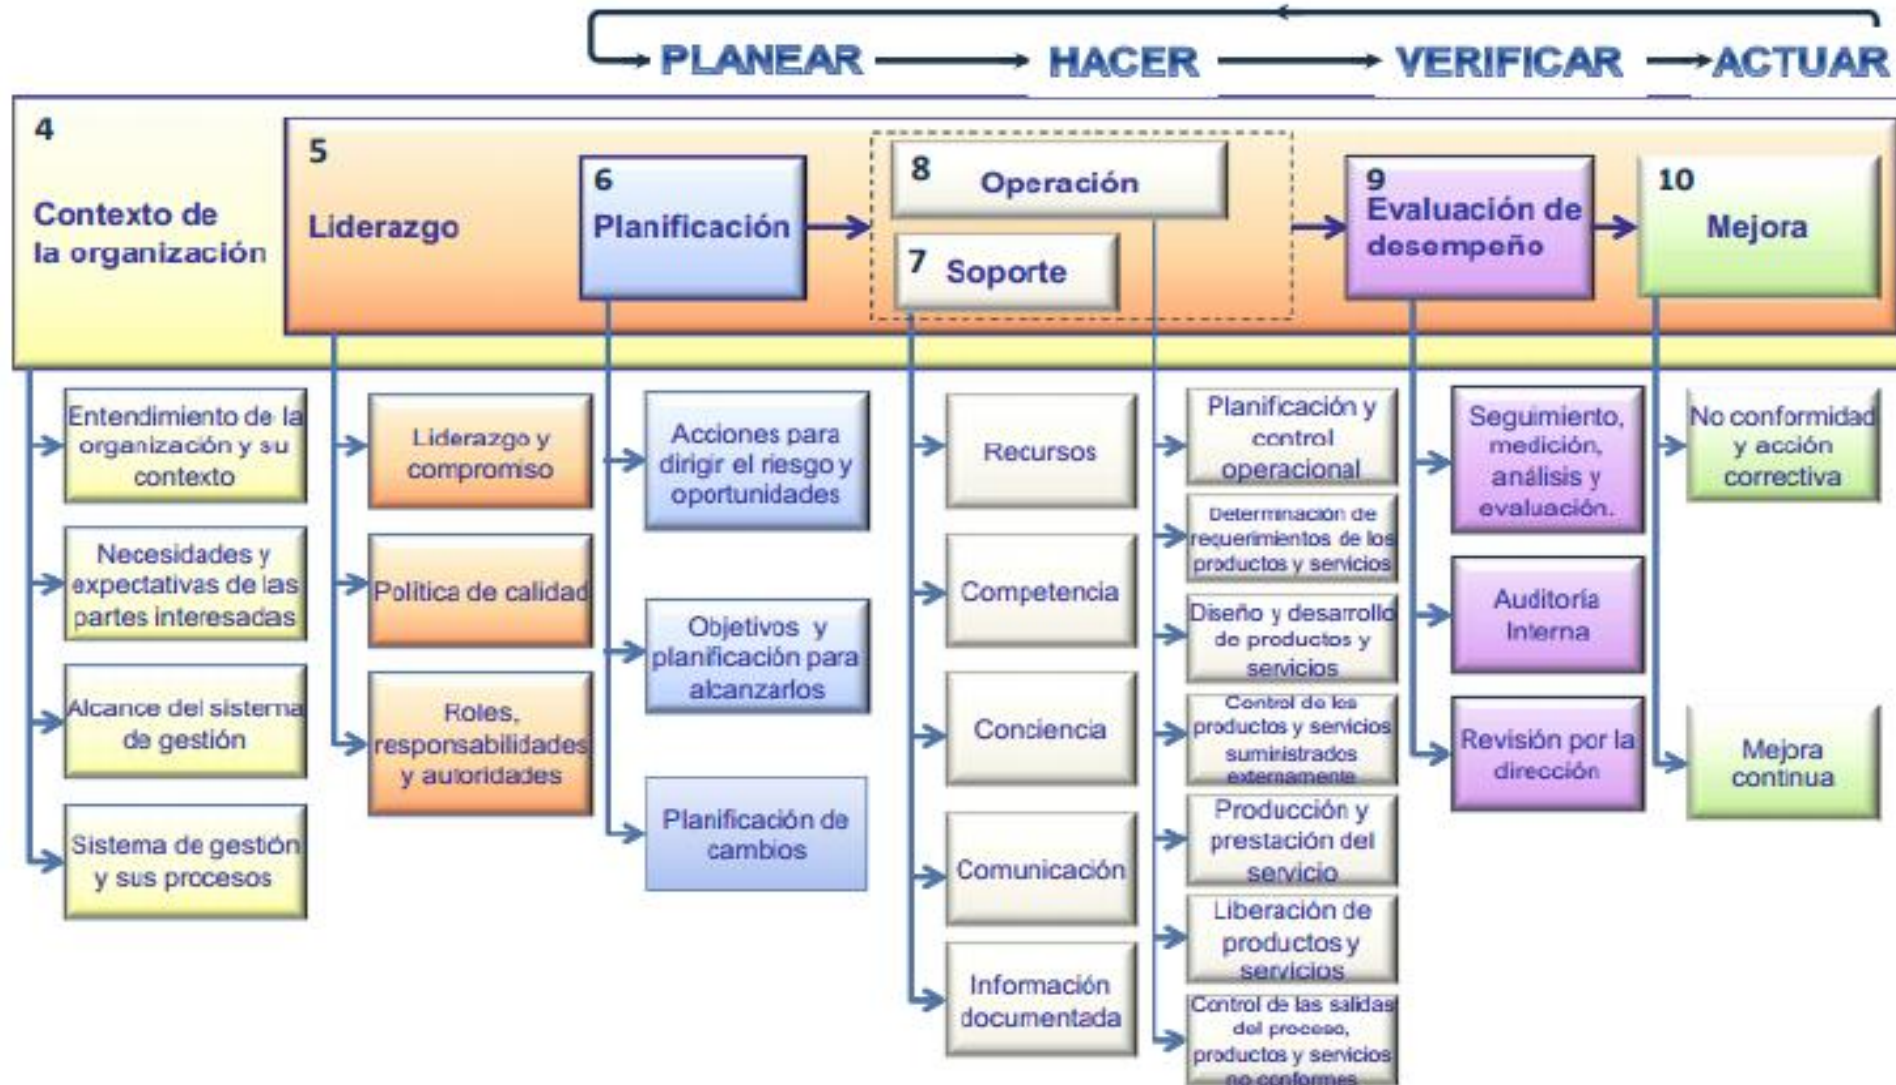 PLANEAR HACER VERIFICAR ACTUAR
4
Contexto de
la organización
5
Liderazgo
6
Planificación
8
Operación
7
Soporte
9
Evaluación de
desempeño
10
Mejora
Entendimiento de la
organización y su
contexto
Necesidades y
expectativas de las
partes interesadas
Alcance del sistema
de gestión
Sistema de gestión
y sus procesos
Liderazgo y
compromiso
Política de calidad
Roles,
responsabilidades
y autoridades
Acciones para
dirigir el riesgo y
oportunidades
Objetivos y
planificación para
alcanzarlos
Planificación de
cambios
Recursos
Competencia
Conciencia
Comunicación
Información
documentada
Planificación y
control
operacional
Determinación de
requerimientos de los
productos y servicios
Diseño y desarrollo
de productos y
servicios
Control de los
productos y servicios
suministrados
externamente
Producción y
prestación del
servicio
Liberación de
productos y
servicios
Control de las salidas
del proceso,
productos y servicios
no conformes
Seguimiento,
medición,
análisis y
evaluación.
Auditoría
Interna
Revisión por la
dirección
No conformidad
y acción
correctiva
Mejora
continua